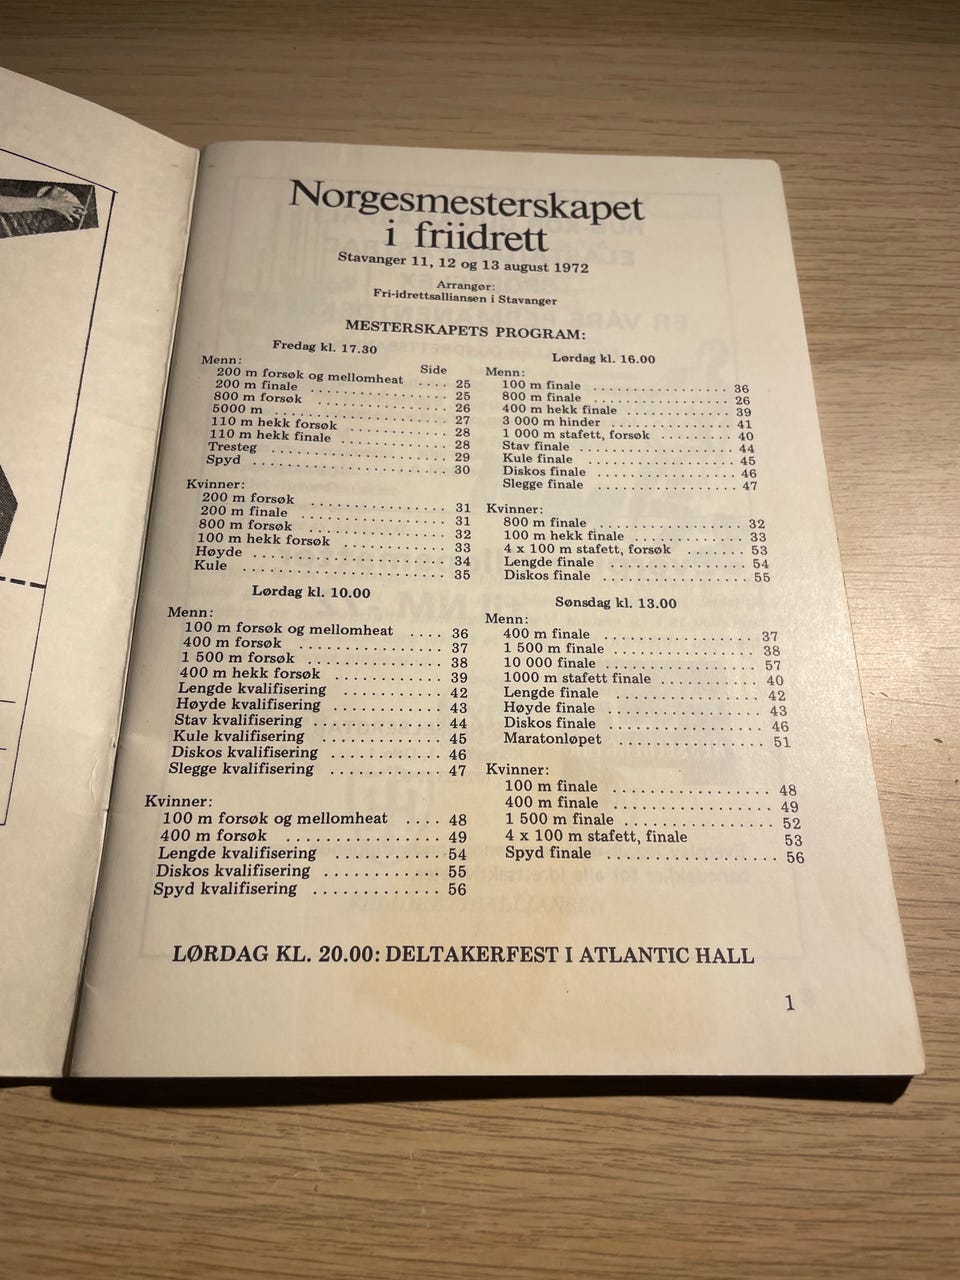 Norgesmesterskapet
i friidrett
Stavanger 11, 12 og 13 august 1972
Arrangør:
Fri-idrettsalliansen i Stavanger
MESTERSKAPETS PROGRAM:
Fredag kl. 17.30
Menn:
Side
200 m forsøk og mellomheat .... 25
200 m finale .................... 25
800 m forsøk .................... 26
5000 m .................... 27
110 m hekk forsøk .................... 28
110 m hekk finale .................... 28
Tresteg .................... 29
Spyd .................... 30
Kvinner:
200 m forsøk .................... 31
200 m finale .................... 31
800 m forsøk .................... 32
100 m hekk forsøk .................... 33
Høyde .................... 34
Kule .................... 35
Lørdag kl. 10.00
Menn:
100 m forsøk og mellomheat .... 36
400 m forsøk .................... 37
1 500 m forsøk .................... 38
400 m hekk forsøk .................... 39
Lengde kvalifisering ............ 42
Høyde kvalifisering ............ 43
Stav kvalifisering ............ 44
Kule kvalifisering ............ 45
Diskos kvalifisering ............ 46
Slegge kvalifisering ............ 47
Kvinner:
100 m forsøk og mellomheat .... 48
400 m forsøk .................... 49
Lengde kvalifisering ............ 54
Diskos kvalifisering ............ 55
Spyd kvalifisering ............ 56
Lørdag kl. 16.00
Menn:
100 m finale .................... 36
800 m finale .................... 26
400 m hekk finale ............ 39
3 000 m hinder ............ 41
1 000 m stafett, forsøk ......... 40
Stav finale .................... 44
Kule finale .................... 45
Diskos finale .................... 46
Slegge finale .................... 47
Kvinner:
800 m finale .................... 32
100 m hekk finale ............ 33
4 x 100 m stafett, forsøk ....... 53
Lengde finale .................... 54
Diskos finale .................... 55
Sønsdag kl. 13.00
Menn:
400 m finale .................... 37
1 500 m finale .................... 38
10 000 finale .................... 57
1000 m stafett finale ............ 40
Lengde finale .................... 42
Høyde finale .................... 43
Diskos finale .................... 46
Maratonløpet .................... 51
Kvinner:
100 m finale .................... 48
400 m finale .................... 49
1 500 m finale .................... 52
4 x 100 m stafett, finale 53
Spyd finale .................... 56
LØRDAG KL. 20.00: DELTAKERFEST I ATLANTIC HALL
1